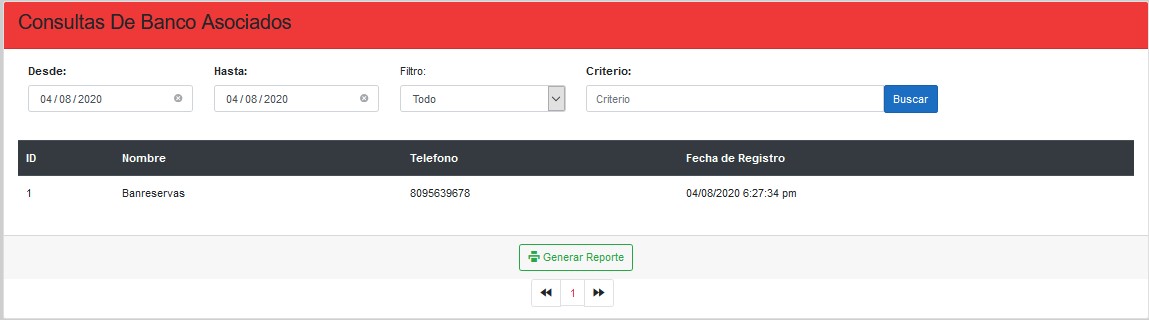 Consultas De Banco Asociados
Desde: Hasta: Filtro: Criterio:
04 / 08 / 2020 04 / 08 / 2020 Todo Criterio Buscar
ID Nombre Telefono Fecha de Registro
1 Banreservas 8095639678 04/08/2020 6:27:34 pm
Generar Reporte
1